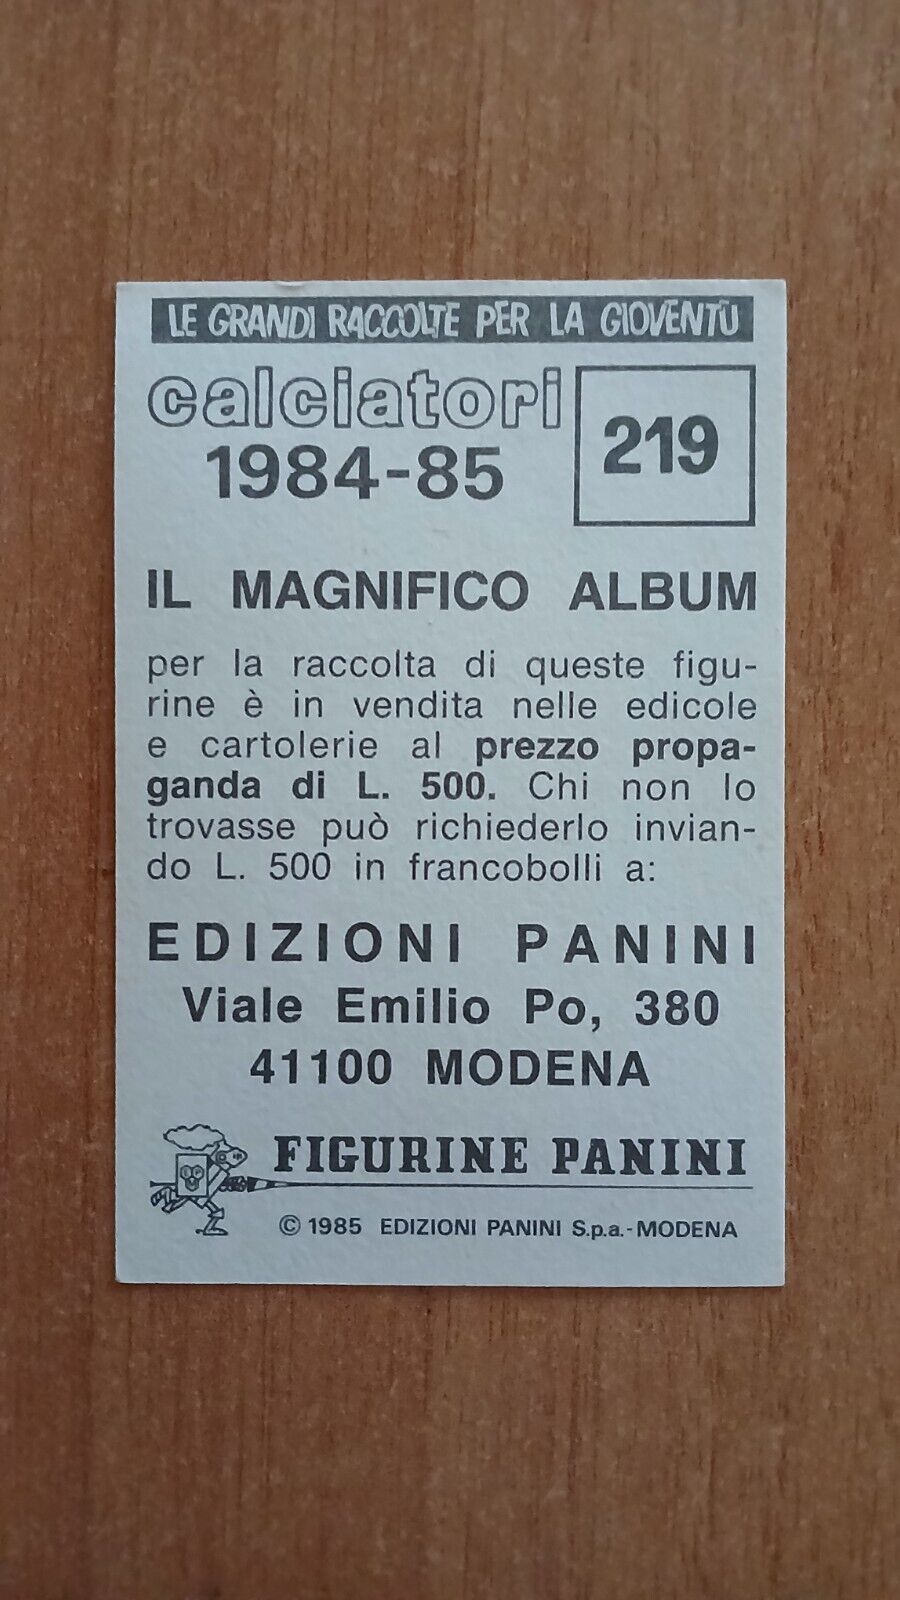 LE GRANDI RACCOLTE PER LA GIOVENTÙ
calciatori
1984-85
219
IL MAGNIFICO ALBUM
per la raccolta di queste figu-
rine è in vendita nelle edicole
e cartolerie al prezzo propa-
ganda di L. 500. Chi non lo
trovasse può richiederlo invian-
do L. 500 in francobolli a:
EDIZIONI PANINI
Viale Emilio Po, 380
41100 MODENA
FIGURINE PANINI
© 1985 EDIZIONI PANINI S.p.a.-MODENA